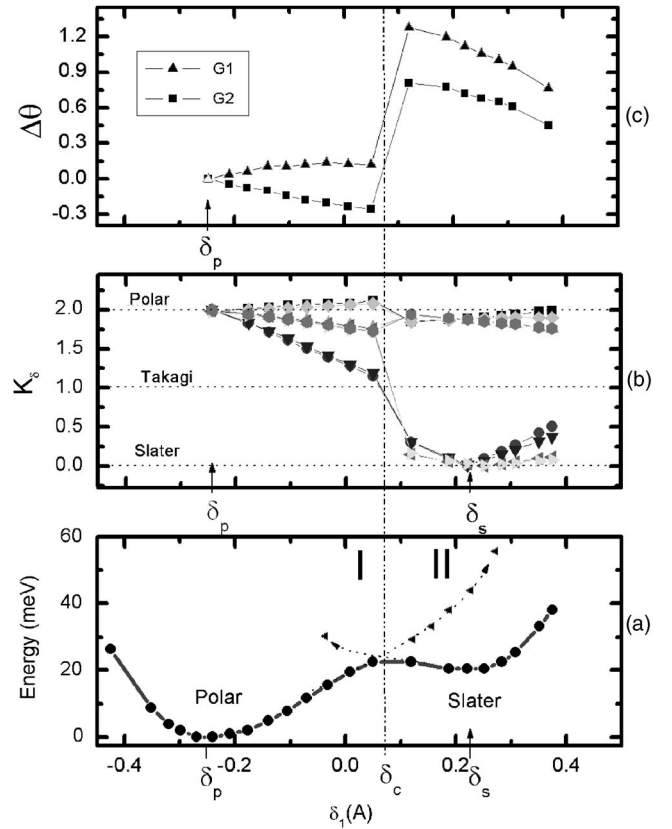 1.2
0.9
0.6
0.3
0.0
-0.3
Δθ
G1
G2
δp
(c)
2.0
1.5
1.0
0.5
0.0
Kδ
Polar
Takagi
Slater
δp
δs
(b)
60
40
20
0
Energy (meV)
I
II
Polar
Slater
(a)
-0.4
-0.2
0.0
0.2
0.4
δp
δc
δs
δ1(A)